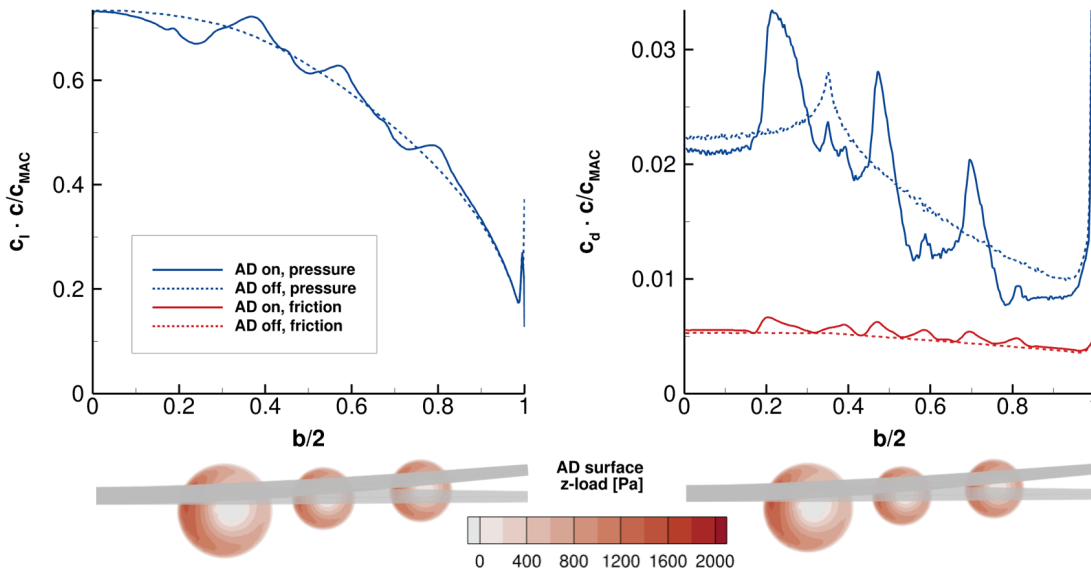 0.6
0.4
0.2
0
c_l · c/c_MAC
AD on, pressure
AD off, pressure
AD on, friction
AD off, friction
0 0.2 0.4 0.6 0.8 1
b/2
0.03
0.02
0.01
0
c_d · c/c_MAC
0 0.2 0.4 0.6 0.8
b/2
AD surface
z-load [Pa]
0 400 800 1200 1600 2000